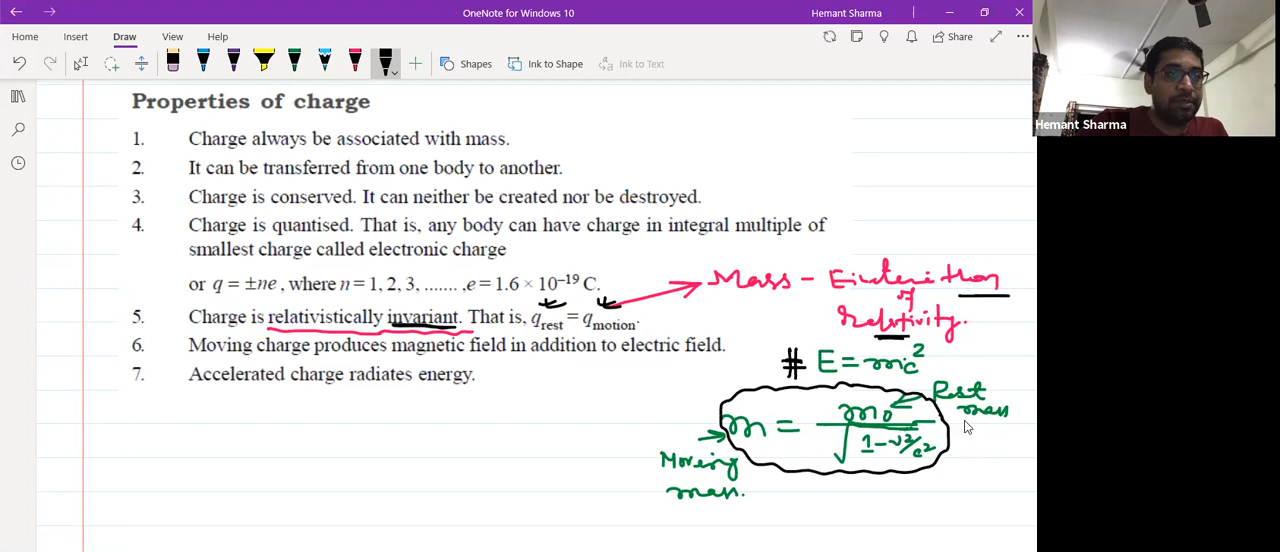 OneNote for Windows 10
Hemant Sharma
Home Insert Draw View Help
Share
Shapes
Ink to Shape
Ink to Text
Hemant Sharma
Properties of charge
1. Charge always be associated with mass.
2. It can be transferred from one body to another.
3. Charge is conserved. It can neither be created nor be destroyed.
4. Charge is quantised. That is, any body can have charge in integral multiple of
smallest charge called electronic charge
or q = ±ne, where n = 1, 2, 3, ....... .e = 1.6 × 10⁻¹⁹ C.
5. Charge is relativistically invariant. That is, q_rest = q_motion.
6. Moving charge produces magnetic field in addition to electric field.
7. Accelerated charge radiates energy.
Mass -
of
Relativity.
# E = mc²
Rest
mass
m = m₀ / √(1 - v²/c²)
Moving
mass.